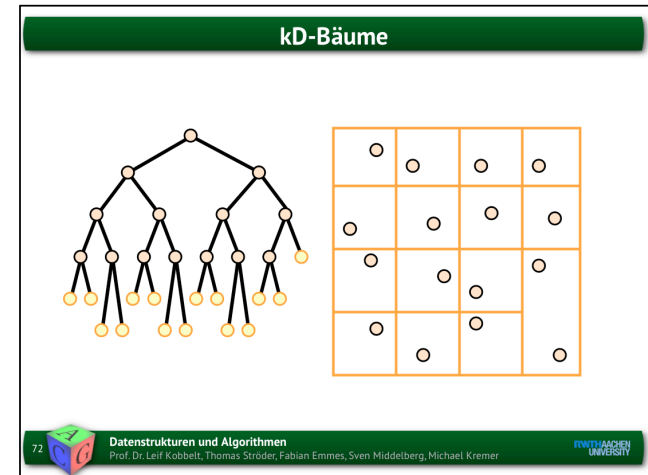 kD-Bäume
72
A
C
G
Datenstrukturen und Algorithmen
Prof. Dr. Leif Kobbelt, Thomas Ströder, Fabian Emmes, Sven Middelberg, Michael Kremer
RWTHAACHEN
UNIVERSITY